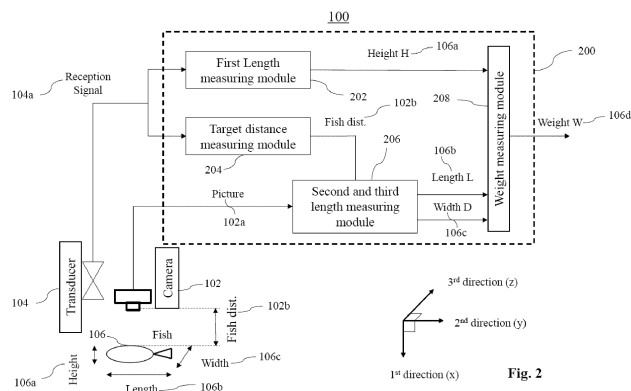 100
Height H
106a
200
First Length
measuring module
202
Reception
Signal
104a
Fish dist.
102b
Target distance
measuring module
204
206
208
Weight measuring module
Weight W
106d
106b
Length L
Second and third
length measuring
module
Width D
106c
Picture
102a
Transducer
104
Camera
102
102b
Fish dist.
106
Fish
Height
106a
Width
106c
Length
106b
3rd direction (z)
2nd direction (y)
1st direction (x)
Fig. 2